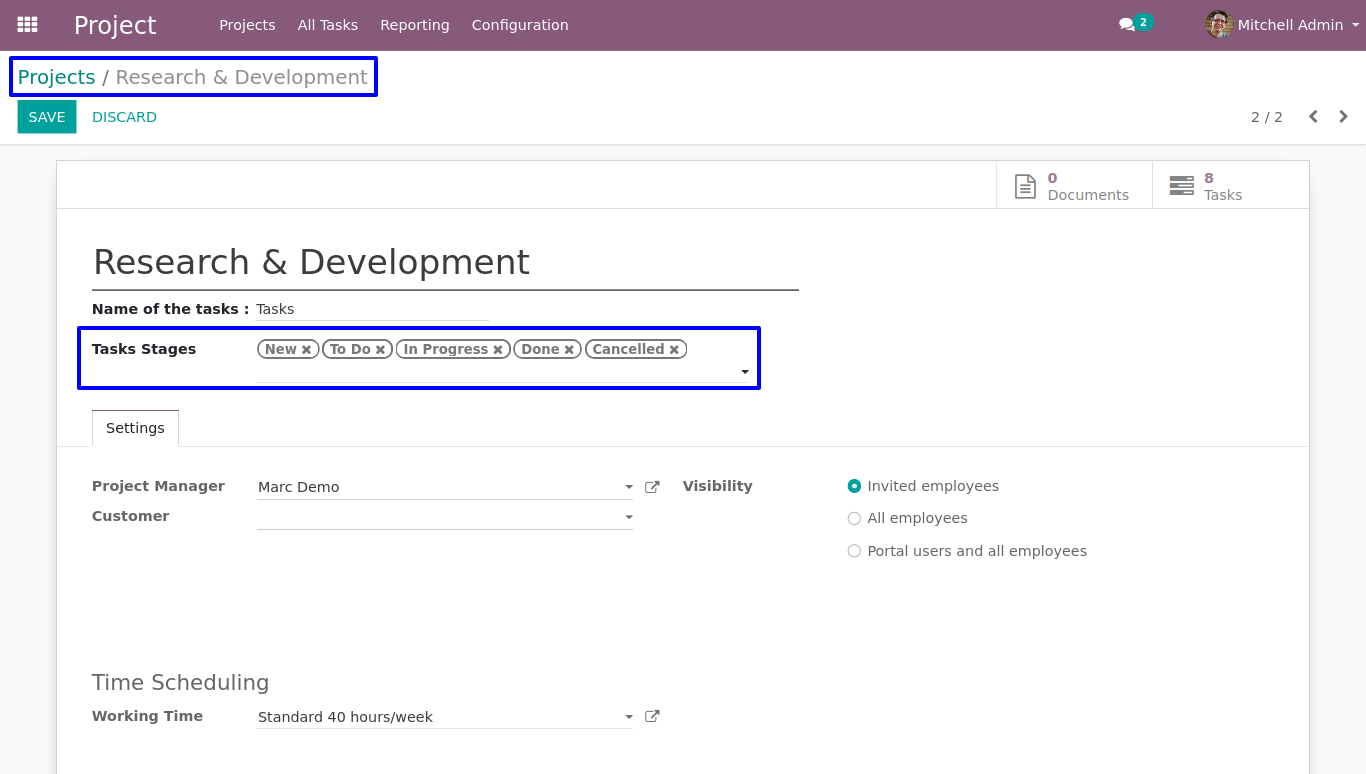 Project Projects All Tasks Reporting Configuration 2 Mitchell Admin
Projects / Research & Development
SAVE DISCARD 2 / 2
0 Documents
8 Tasks
Research & Development
Name of the tasks : Tasks
Tasks Stages New To Do In Progress Done Cancelled
Settings
Project Manager Marc Demo
Customer
Visibility Invited employees
All employees
Portal users and all employees
Time Scheduling
Working Time Standard 40 hours/week